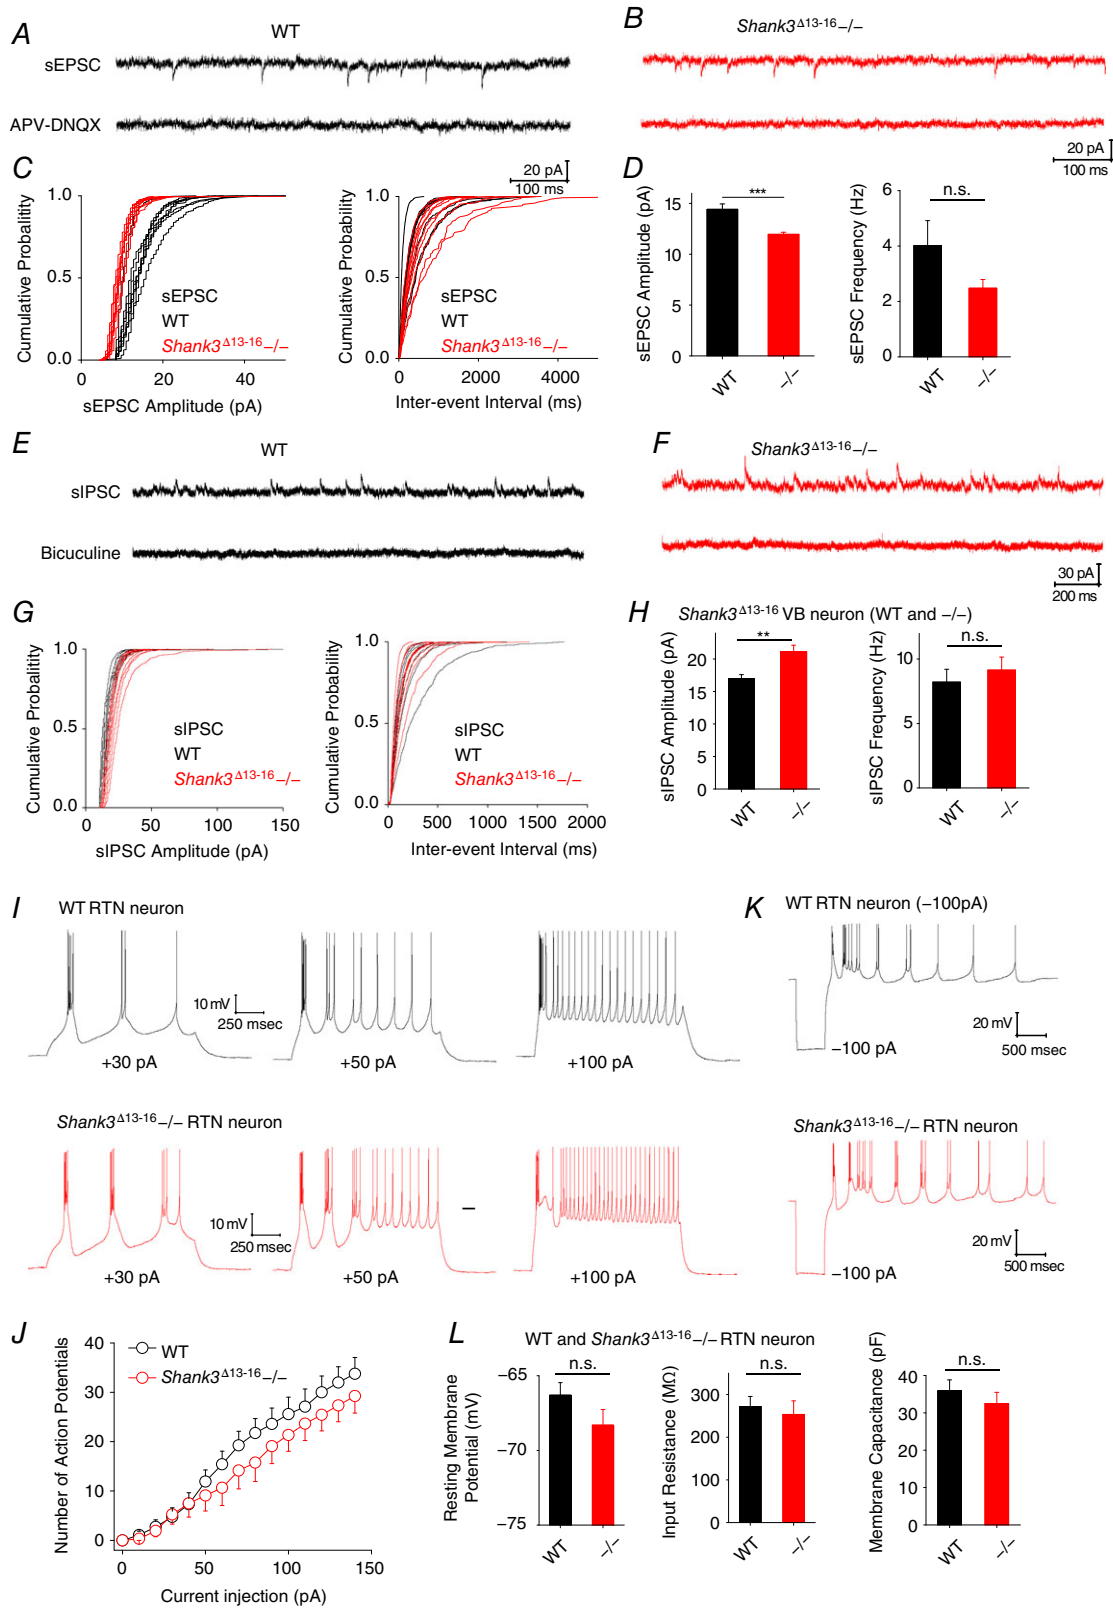 A
WT
sEPSC
APV-DNQX
20 pA
100 ms
B
Shank3Δ13-16−/−
20 pA
100 ms
C
Cumulative Probability
1.0
0.5
0.0
0
20
40
sEPSC Amplitude (pA)
sEPSC
WT
Shank3Δ13-16−/−
Cumulative Probability
1.0
0.5
0.0
0
2000
4000
Inter-event Interval (ms)
sEPSC
WT
Shank3Δ13-16−/−
D
sEPSC Amplitude (pA)
15
10
5
0
***
WT
−/−
sEPSC Frequency (Hz)
6
4
2
0
n.s.
WT
−/−
E
WT
sIPSC
Bicuculine
F
Shank3Δ13-16−/−
30 pA
200 ms
G
Cumulative Probability
1.0
0.5
0.0
0
50
100
150
sIPSC Amplitude (pA)
sIPSC
WT
Shank3Δ13-16−/−
Cumulative Probability
1.0
0.5
0.0
0
500
1000
1500
2000
Inter-event Interval (ms)
sIPSC
WT
Shank3Δ13-16−/−
H
Shank3Δ13-16 VB neuron (WT and −/−)
sIPSC Amplitude (pA)
20
15
10
5
0
**
WT
−/−
sIPSC Frequency (Hz)
10
5
0
n.s.
WT
−/−
I
WT RTN neuron
10 mV
250 msec
+30 pA
+50 pA
+100 pA
Shank3Δ13-16−/− RTN neuron
10 mV
250 msec
+30 pA
+50 pA
+100 pA
K
WT RTN neuron (−100pA)
20 mV
500 msec
−100 pA
Shank3Δ13-16−/− RTN neuron
20 mV
500 msec
−100 pA
J
Number of Action Potentials
40
30
20
10
0
0
50
100
150
Current injection (pA)
WT
Shank3Δ13-16−/−
L
WT and Shank3Δ13-16−/− RTN neuron
Resting Membrane
Potential (mV)
−65
−70
−75
n.s.
WT
−/−
Input Resistance (MΩ)
300
200
100
0
n.s.
WT
−/−
Membrane Capacitance (pF)
40
30
20
10
0
n.s.
WT
−/−